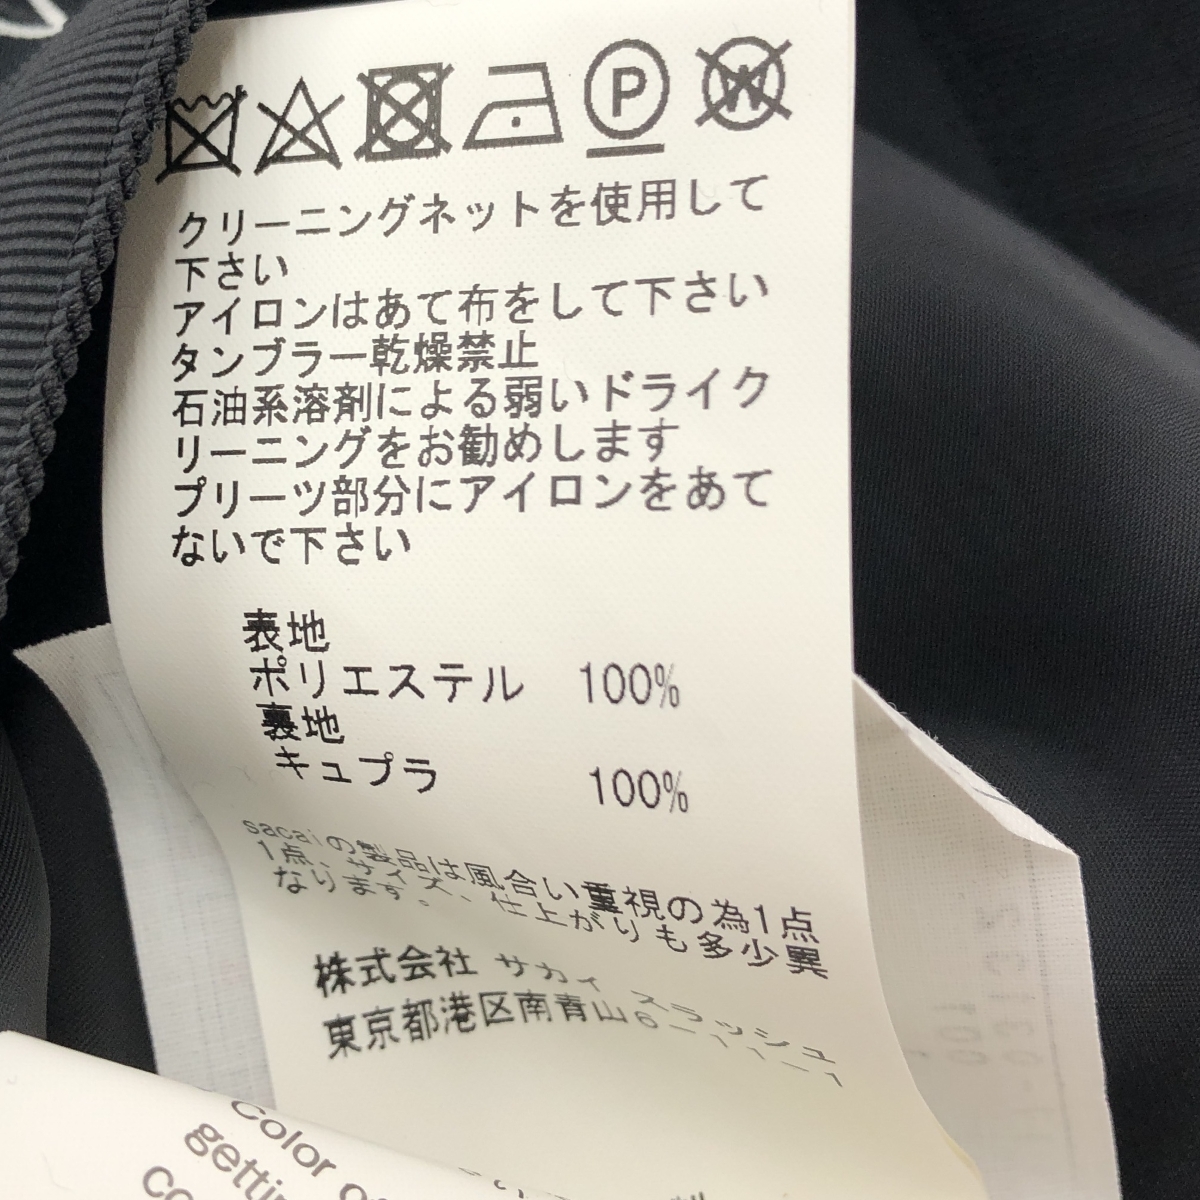 P
W
クリーニングネットを使用して
下さい
アイロンはあて布をして下さい
タンブラー乾燥禁止
石油系溶剤による弱いドライク
リーニングをお勧めします
プリーツ部分にアイロンをあて
ないで下さい
表地
ポリエステル 100%
裏地
キュプラ 100%
sacaiの製品は風合い重視の為1点
1点、サイズ、仕上がりも多少異
なります。
株式会社 サカイ スラッシュ
東京都港区南青山6-11-1
Color
getti